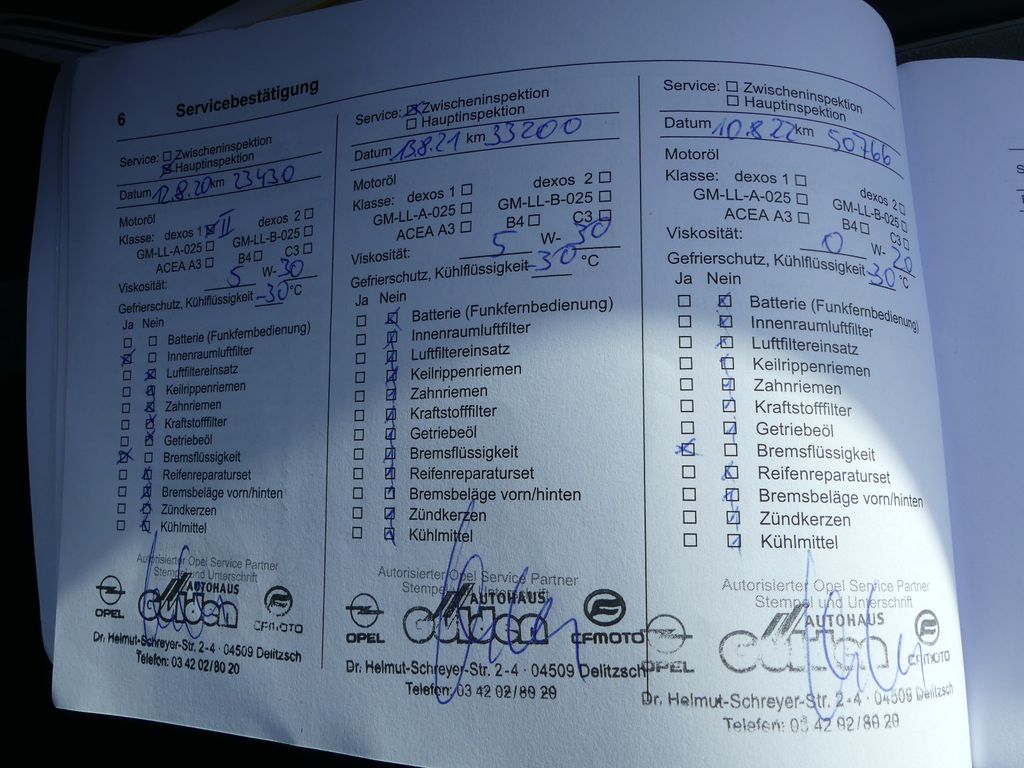 6 Servicebestätigung
Service: Zwischeninspektion
Hauptinspektion
Datum 12.8.20 km 23430
Motoröl
Klasse: dexos 1 II dexos 2
GM-LL-A-025 GM-LL-B-025
ACEA A3 B4 C3
Viskosität: 5 W- 30
Gefrierschutz, Kühlflüssigkeit -30 °C
Ja Nein
Batterie (Funkfernbedienung)
Innenraumluftfilter
Luftfiltereinsatz
Keilrippenriemen
Zahnriemen
Kraftstofffilter
Getriebeöl
Bremsflüssigkeit
Reifenreparaturset
Bremsbeläge vorn/hinten
Zündkerzen
Kühlmittel
Autorisierter Opel Service Partner
Stempel und Unterschrift
AUTOHAUS
OPEL CFMOTO
Dr. Helmut-Schreyer-Str. 2-4 · 04509 Delitzsch
Telefon: 03 42 02/80 20
Service: Zwischeninspektion
Hauptinspektion
Datum 13.8.21 km 33200
Motoröl
Klasse: dexos 1 dexos 2
GM-LL-A-025 GM-LL-B-025
ACEA A3 B4 C3
Viskosität: 5 W- 30
Gefrierschutz, Kühlflüssigkeit -30 °C
Ja Nein
Batterie (Funkfernbedienung)
Innenraumluftfilter
Luftfiltereinsatz
Keilrippenriemen
Zahnriemen
Kraftstofffilter
Getriebeöl
Bremsflüssigkeit
Reifenreparaturset
Bremsbeläge vorn/hinten
Zündkerzen
Kühlmittel
Autorisierter Opel Service Partner
Stempel und Unterschrift
AUTOHAUS
OPEL CFMOTO
Dr. Helmut-Schreyer-Str. 2-4 · 04509 Delitzsch
Telefon: 03 42 02/80 20
Service: Zwischeninspektion
Hauptinspektion
Datum 10.8.22 km 50766
Motoröl
Klasse: dexos 1 dexos 2
GM-LL-A-025 GM-LL-B-025
ACEA A3 B4 C3
Viskosität: 0 W- 20
Gefrierschutz, Kühlflüssigkeit -30 °C
Ja Nein
Batterie (Funkfernbedienung)
Innenraumluftfilter
Luftfiltereinsatz
Keilrippenriemen
Zahnriemen
Kraftstofffilter
Getriebeöl
Bremsflüssigkeit
Reifenreparaturset
Bremsbeläge vorn/hinten
Zündkerzen
Kühlmittel
Autorisierter Opel Service Partner
Stempel und Unterschrift
AUTOHAUS
OPEL CFMOTO
Dr. Helmut-Schreyer-Str. 2-4 · 04509 Delitzsch
Telefon: 03 42 02/80 20